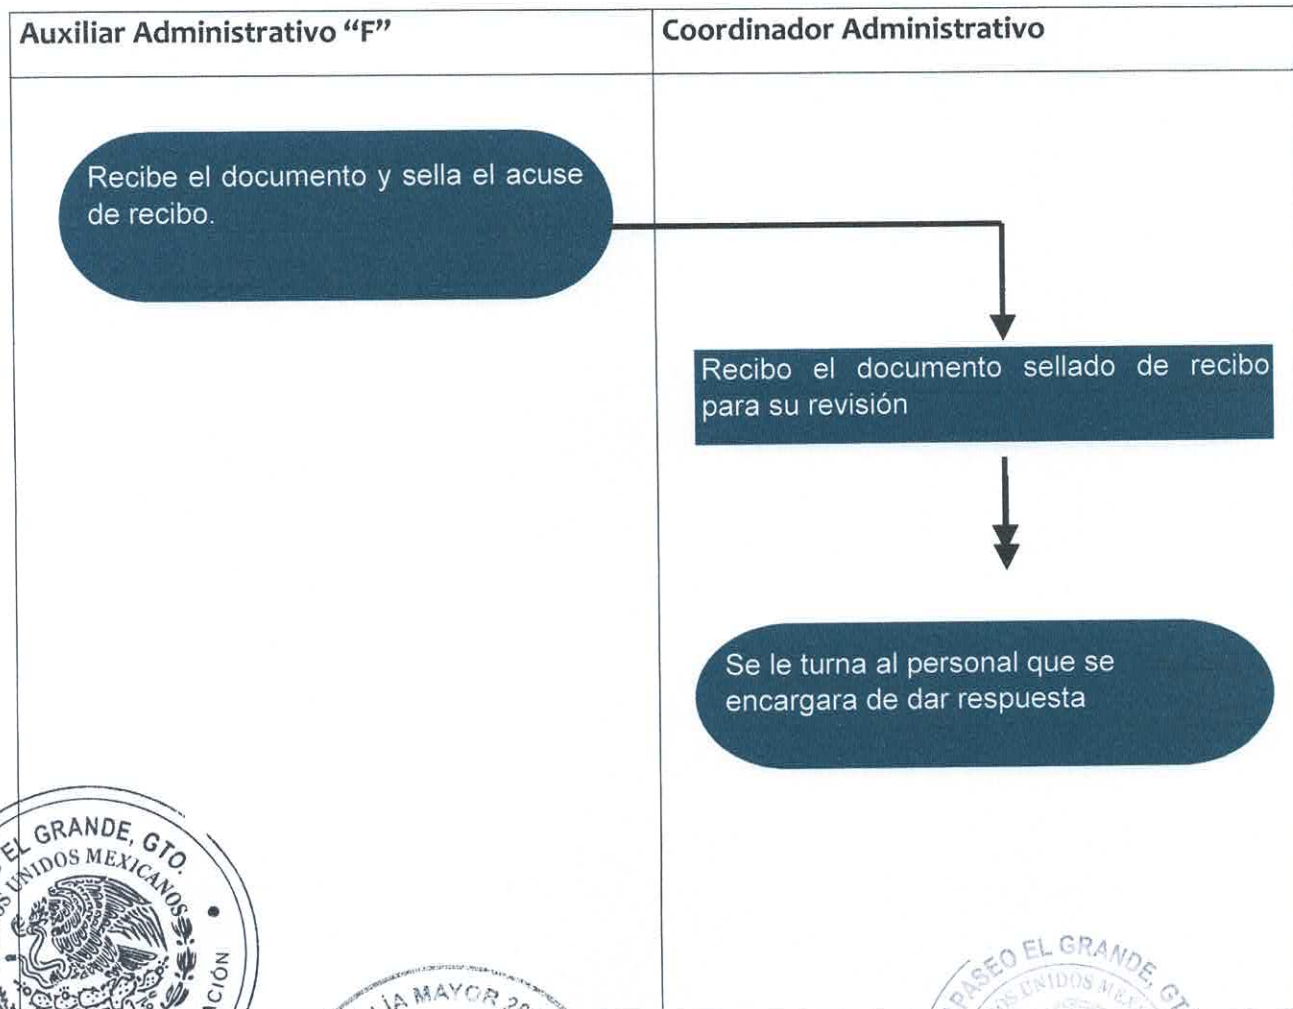 Auxiliar Administrativo “F”
Coordinador Administrativo
Recibe el documento y sella el acuse
de recibo.
Recibo el documento sellado de recibo
para su revisión
Se le turna al personal que se
encargara de dar respuesta
EL GRANDE, GTO.
UNIDOS MEXICANOS
MAYOR
EL GRANDE,
UNIDOS